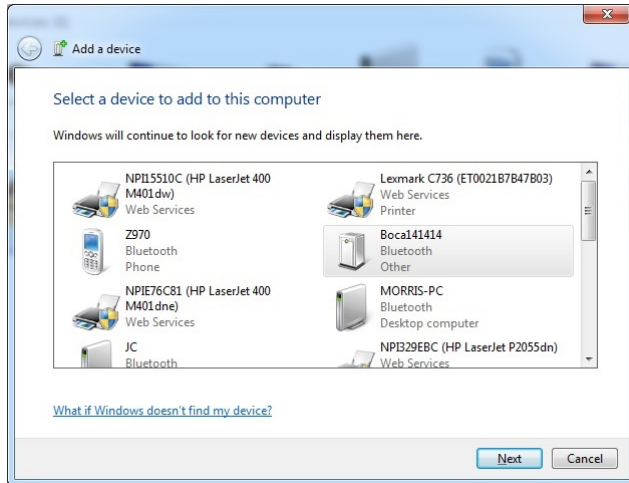 Add a device
Select a device to add to this computer
Windows will continue to look for new devices and display them here.
NPI15510C (HP LaserJet 400
M401dw)
Web Services
Lexmark C736 (ET0021B7B47B03)
Web Services
Printer
Z970
Bluetooth
Phone
Boca141414
Bluetooth
Other
NPIE76C81 (HP LaserJet 400
M401dne)
Web Services
MORRIS-PC
Bluetooth
Desktop computer
JC
Bluetooth
NPI329EBC (HP LaserJet P2055dn)
Web Services
What if Windows doesn't find my device?
Next
Cancel